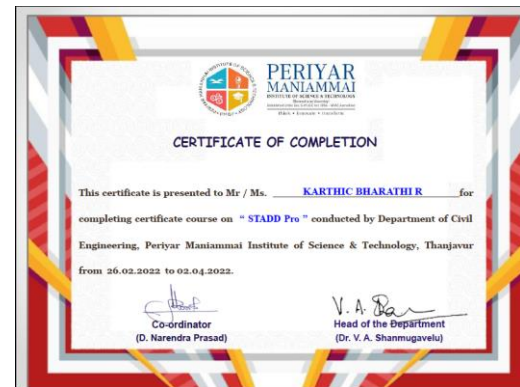 PERIYAR
MANIAMMAI
INSTITUTE OF SCIENCE & TECHNOLOGY
CERTIFICATE OF COMPLETION
This certificate is presented to Mr / Ms. KARTHIC BHARATHI R for
completing certificate course on “ STADD Pro ” conducted by Department of Civil
Engineering, Periyar Maniammai Institute of Science & Technology, Thanjavur
from 26.02.2022 to 02.04.2022.
V. A.
Co-ordinator
(D. Narendra Prasad)
Head of the Department
(Dr. V. A. Shanmugavelu)